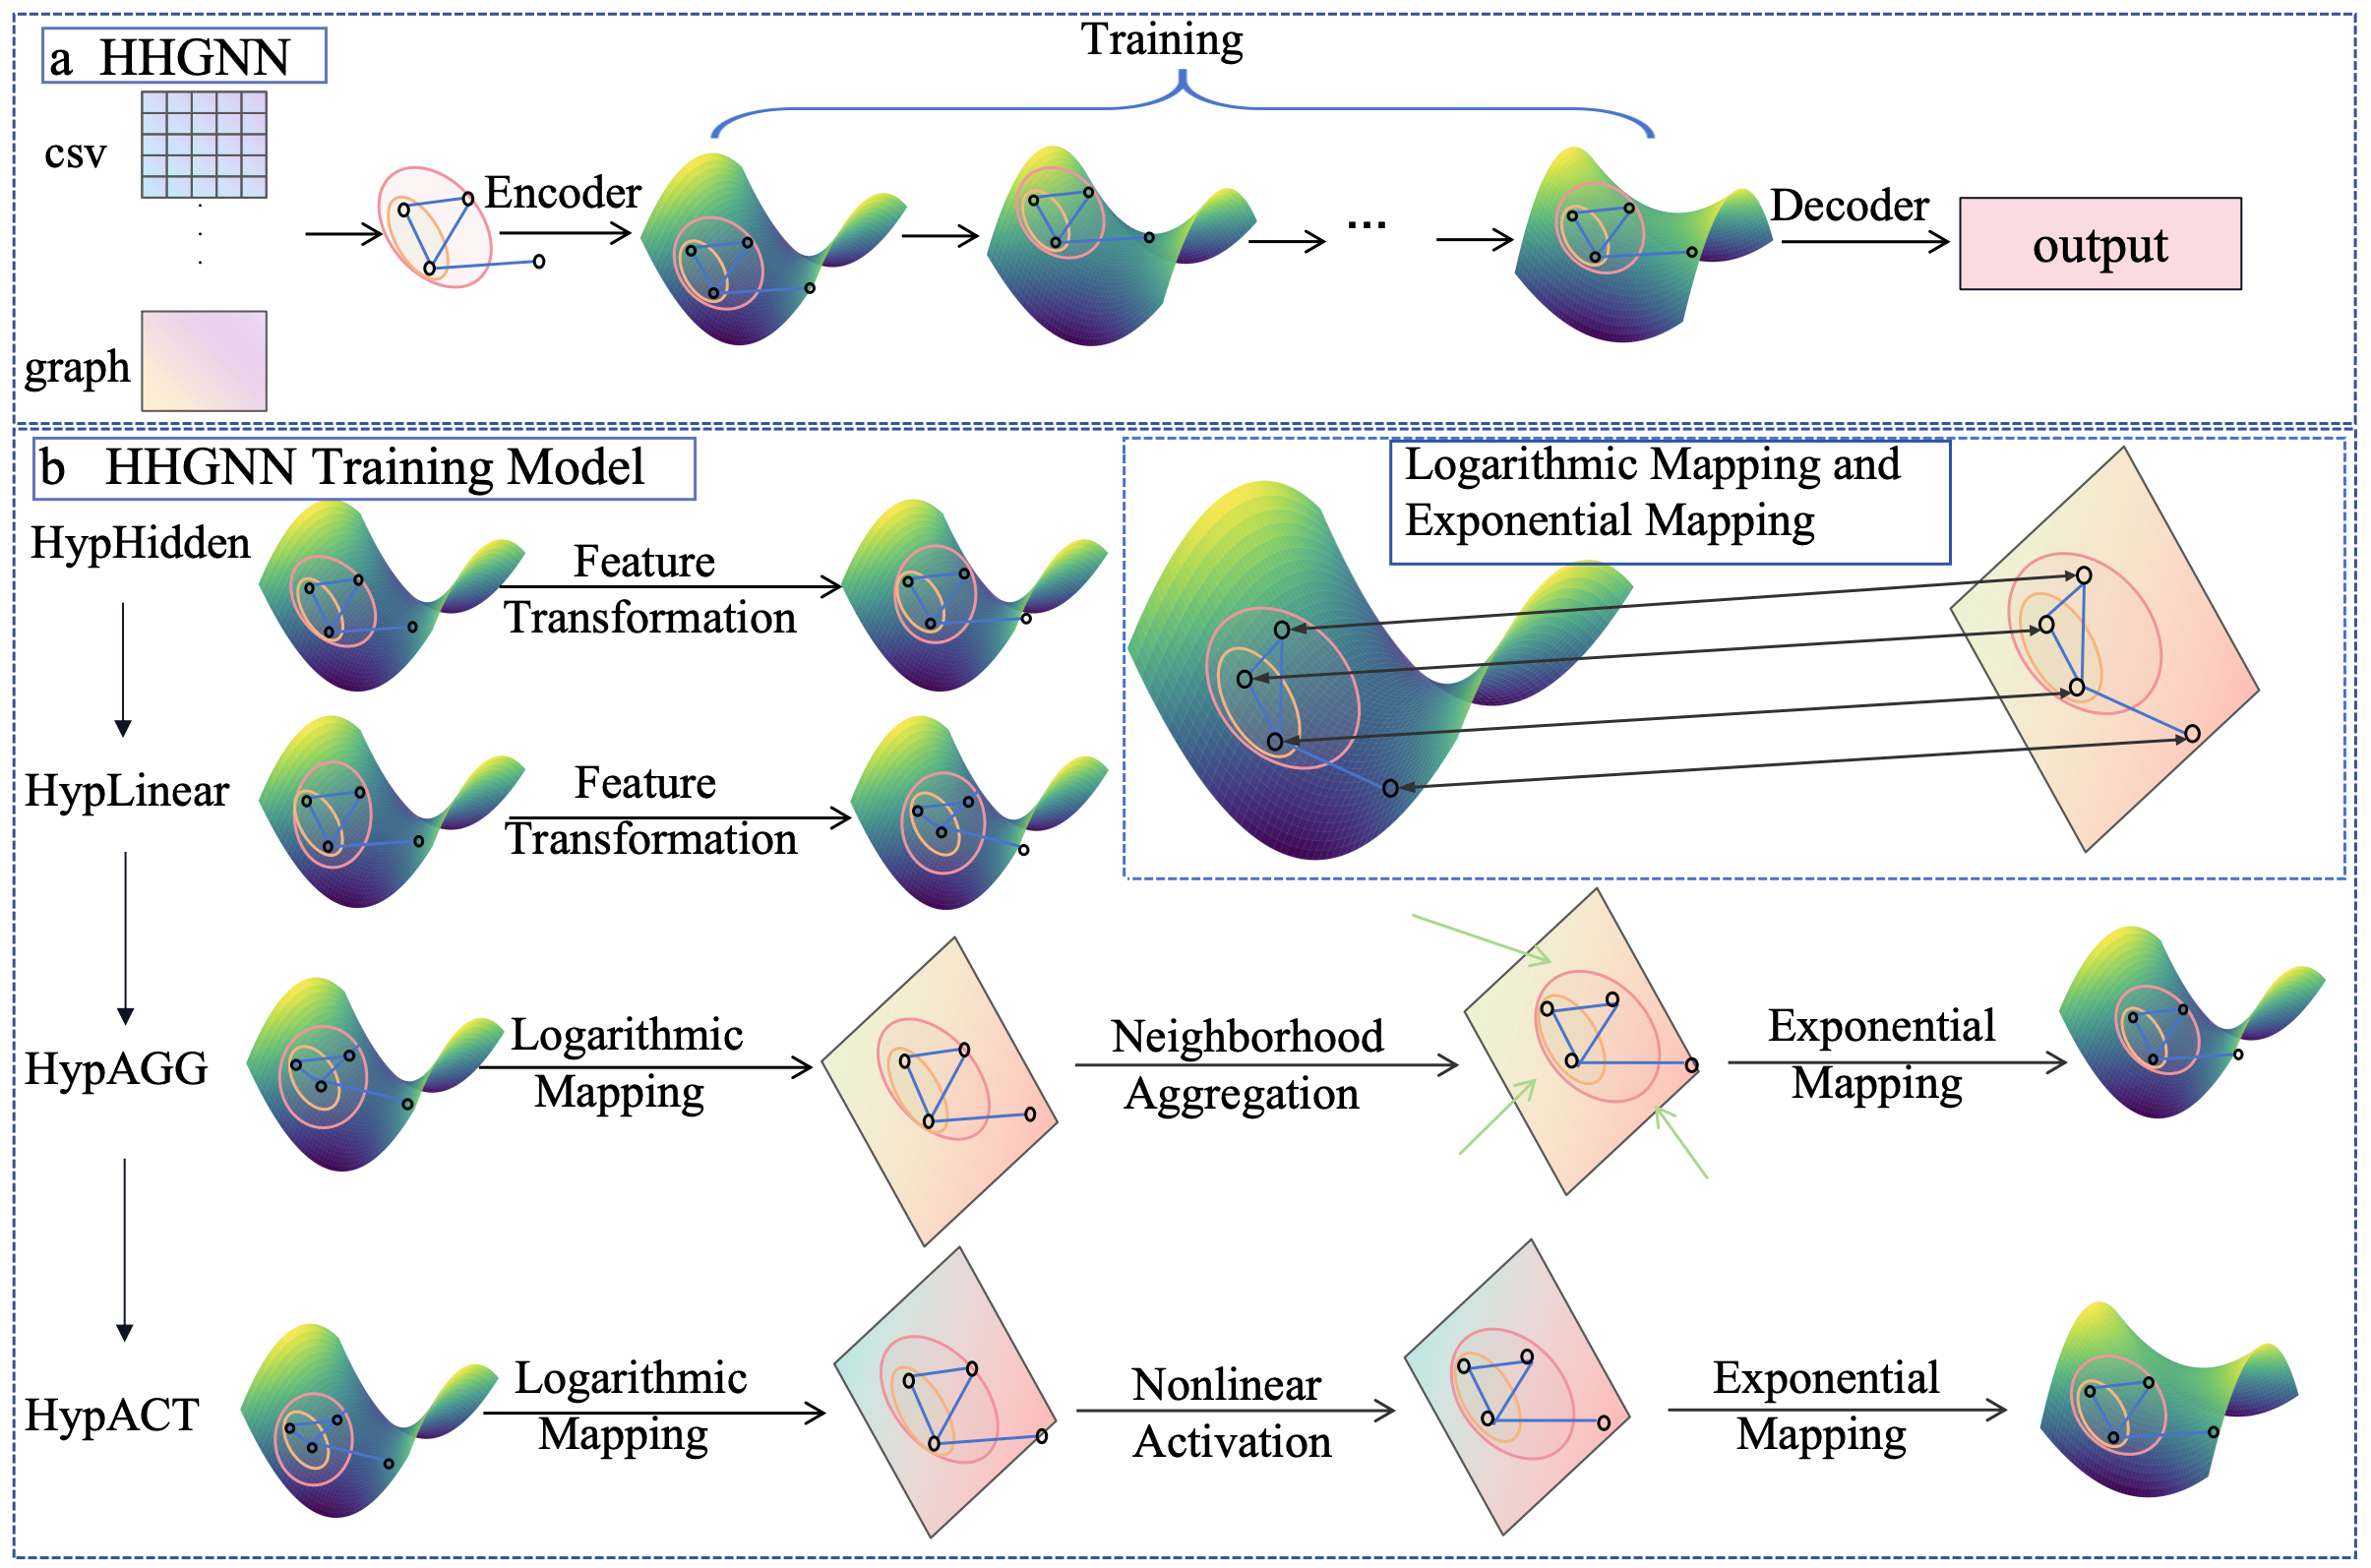 a HHGNN
Training
csv
Encoder
...
Decoder
output
graph
b HHGNN Training Model
Logarithmic Mapping and
Exponential Mapping
HypHidden
Feature
Transformation
HypLinear
Feature
Transformation
HypAGG
Logarithmic
Mapping
Neighborhood
Aggregation
Exponential
Mapping
HypACT
Logarithmic
Mapping
Nonlinear
Activation
Exponential
Mapping